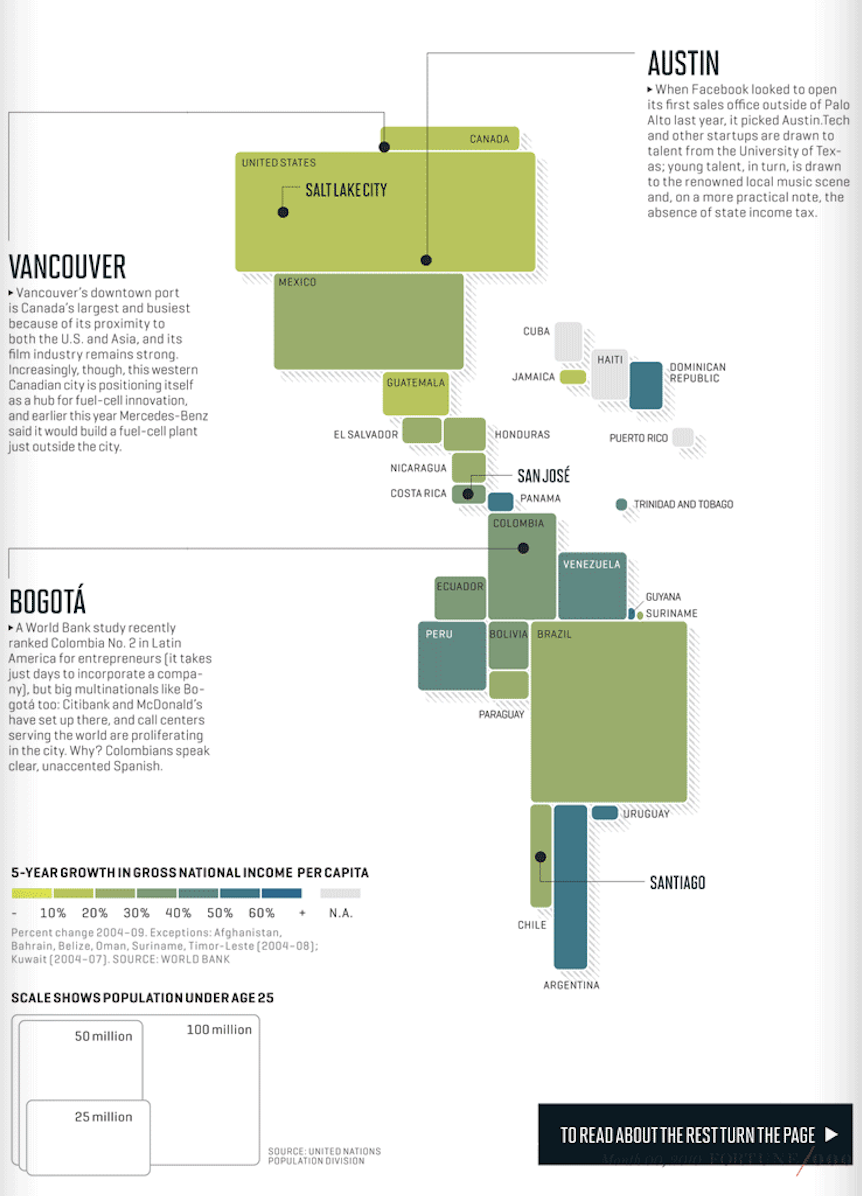 AUSTIN
▸ When Facebook looked to open
its first sales office outside of Palo
Alto last year, it picked Austin.Tech
and other startups are drawn to
talent from the University of Tex-
as; young talent, in turn, is drawn
to the renowned local music scene
and, on a more practical note, the
absence of state income tax.
CANADA
UNITED STATES
SALT LAKE CITY
VANCOUVER
▸ Vancouver's downtown port
is Canada's largest and busiest
because of its proximity to
both the U.S. and Asia, and its
film industry remains strong.
Increasingly, though, this western
Canadian city is positioning itself
as a hub for fuel-cell innovation,
and earlier this year Mercedes-Benz
said it would build a fuel-cell plant
just outside the city.
MEXICO
CUBA
HAITI
JAMAICA
DOMINICAN
REPUBLIC
GUATEMALA
EL SALVADOR
HONDURAS
PUERTO RICO
NICARAGUA
SAN JOSÉ
COSTA RICA
PANAMA
TRINIDAD AND TOBAGO
COLOMBIA
VENEZUELA
ECUADOR
GUYANA
SURINAME
BOGOTÁ
▸ A World Bank study recently
ranked Colombia No. 2 in Latin
America for entrepreneurs (it takes
just days to incorporate a compa-
ny), but big multinationals like Bo-
gotá too: Citibank and McDonald's
have set up there, and call centers
serving the world are proliferating
in the city. Why? Colombians speak
clear, unaccented Spanish.
PERU
BOLIVIA
BRAZIL
PARAGUAY
URUGUAY
SANTIAGO
CHILE
ARGENTINA
5-YEAR GROWTH IN GROSS NATIONAL INCOME PER CAPITA
- 10% 20% 30% 40% 50% 60% + N.A.
Percent change 2004–09. Exceptions: Afghanistan,
Bahrain, Belize, Oman, Suriname, Timor-Leste (2004–08);
Kuwait (2004–07). SOURCE: WORLD BANK
SCALE SHOWS POPULATION UNDER AGE 25
50 million
100 million
25 million
SOURCE: UNITED NATIONS
POPULATION DIVISION
TO READ ABOUT THE REST TURN THE PAGE ▶
FORTUNE